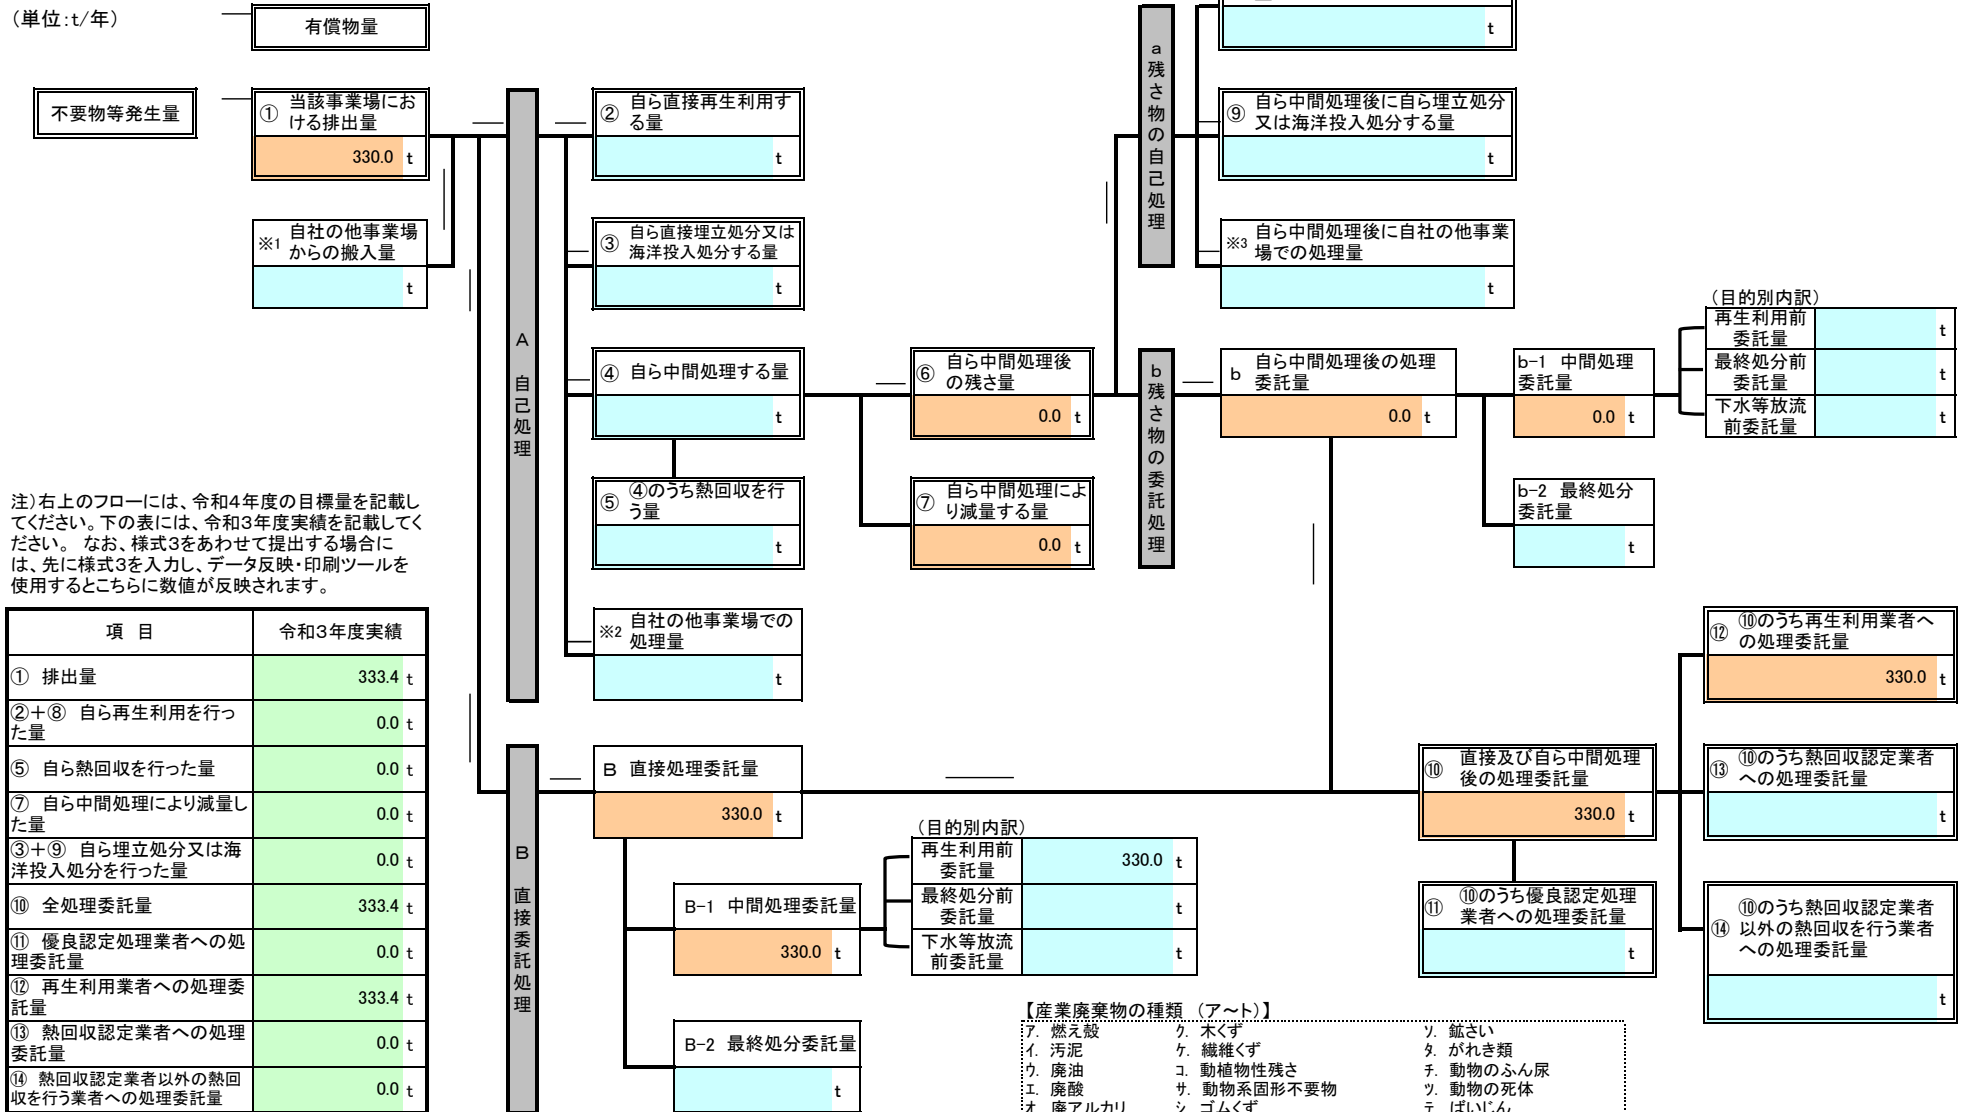 (単位:t/年)
有償物量
t
不要物等発生量
① 当該事業場にお
ける排出量
330.0 t
※1 自社の他事業場
からの搬入量
t
A 自己処理
② 自ら直接再生利用す
る量
t
③ 自ら直接埋立処分又は
海洋投入処分する量
t
④ 自ら中間処理する量
t
⑤ ④のうち熱回収を行
う量
t
※2 自社の他事業場での
処理量
t
⑥ 自ら中間処理後
の残さ量
0.0 t
⑦ 自ら中間処理によ
り減量する量
0.0 t
a残さ物の自己処理
⑨ 自ら中間処理後に自ら埋立処分
又は海洋投入処分する量
t
※3 自ら中間処理後に自社の他事業
場での処理量
t
b残さ物の委託処理
b 自ら中間処理後の処理
委託量
0.0 t
b-1 中間処理
委託量
0.0 t
b-2 最終処分
委託量
t
(目的別内訳)
再生利用前
委託量 t
最終処分前
委託量 t
下水等放流
前委託量 t
注)右上のフローには、令和4年度の目標量を記載し
てください。下の表には、令和3年度実績を記載してく
ださい。 なお、様式3をあわせて提出する場合に
は、先に様式3を入力し、データ反映・印刷ツールを
使用するとこちらに数値が反映されます。
項 目 令和3年度実績
① 排出量 333.4 t
②+⑧ 自ら再生利用を行っ
た量 0.0 t
⑤ 自ら熱回収を行った量 0.0 t
⑦ 自ら中間処理により減量し
た量 0.0 t
③+⑨ 自ら埋立処分又は海
洋投入処分を行った量 0.0 t
⑩ 全処理委託量 333.4 t
⑪ 優良認定処理業者への処
理委託量 0.0 t
⑫ 再生利用業者への処理委
託量 333.4 t
⑬ 熱回収認定業者への処理
委託量 0.0 t
⑭ 熱回収認定業者以外の熱回
収を行う業者への処理委託量 0.0 t
B 直接委託処理
B 直接処理委託量
330.0 t
B-1 中間処理委託量
330.0 t
B-2 最終処分委託量
t
(目的別内訳)
再生利用前
委託量 330.0 t
最終処分前
委託量 t
下水等放流
前委託量 t
⑩ 直接及び自ら中間処理
後の処理委託量
330.0 t
⑪ ⑩のうち優良認定処理
業者への処理委託量
t
⑫ ⑩のうち再生利用業者へ
の処理委託量
330.0 t
⑬ ⑩のうち熱回収認定業者
への処理委託量
t
⑭ ⑩のうち熱回収認定業者
以外の熱回収を行う業者
への処理委託量
t
【産業廃棄物の種類 (ア～ト)】
ア. 燃え殻 ク. 木くず ソ. 鉱さい
イ. 汚泥 ケ. 繊維くず タ. がれき類
ウ. 廃油 コ. 動植物性残さ チ. 動物のふん尿
エ. 廃酸 サ. 動物系固形不要物 ツ. 動物の死体
オ. 廃アルカリ シ. ゴムくず テ. ばいじん